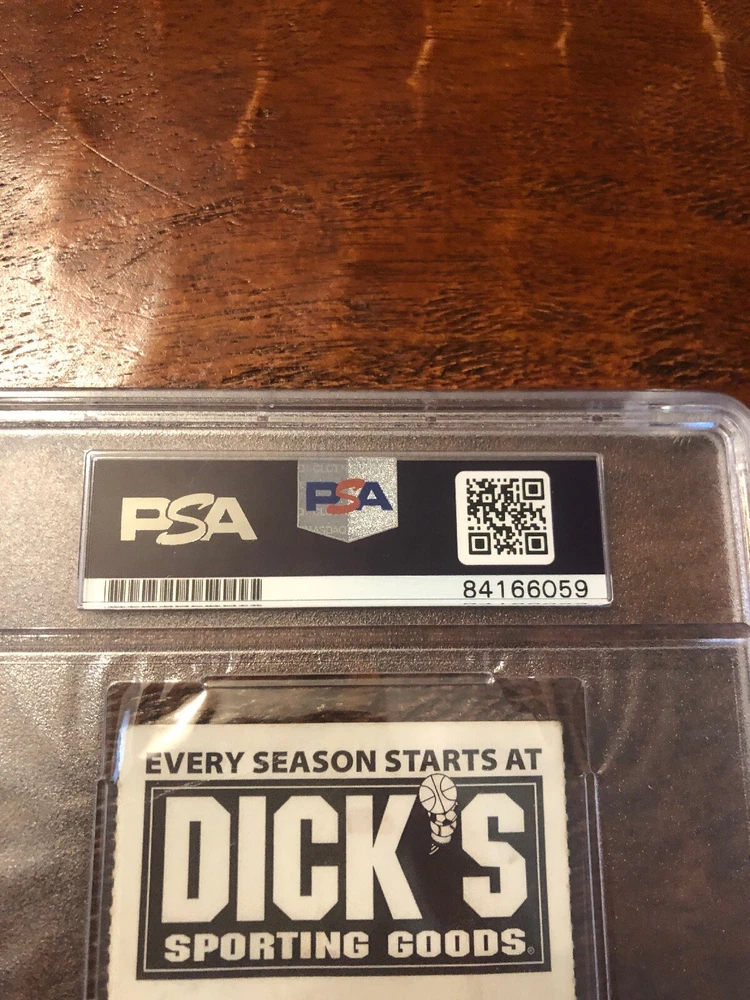 PSA
PSA
84166059
EVERY SEASON STARTS AT
DICK'S
SPORTING GOODS®